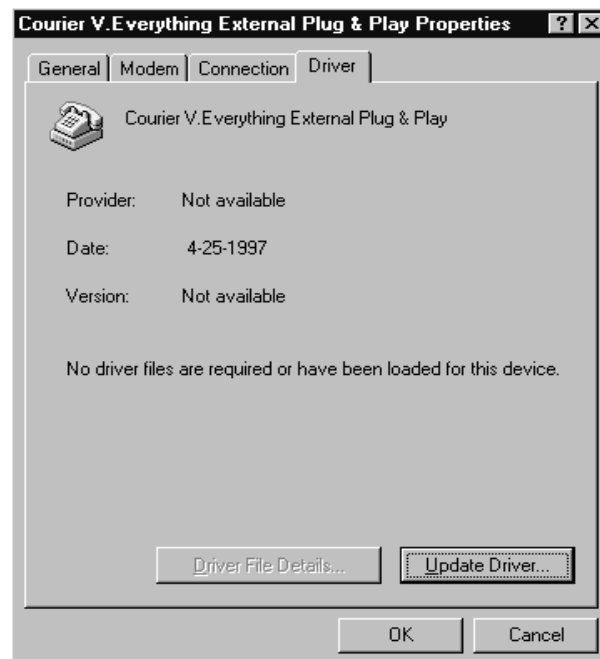 Courier V.Everything External Plug & Play Properties ? ×
General Modem Connection Driver
Courier V.Everything External Plug & Play
Provider: Not available
Date: 4-25-1997
Version: Not available
No driver files are required or have been loaded for this device.
Driver File Details... Update Driver...
OK Cancel